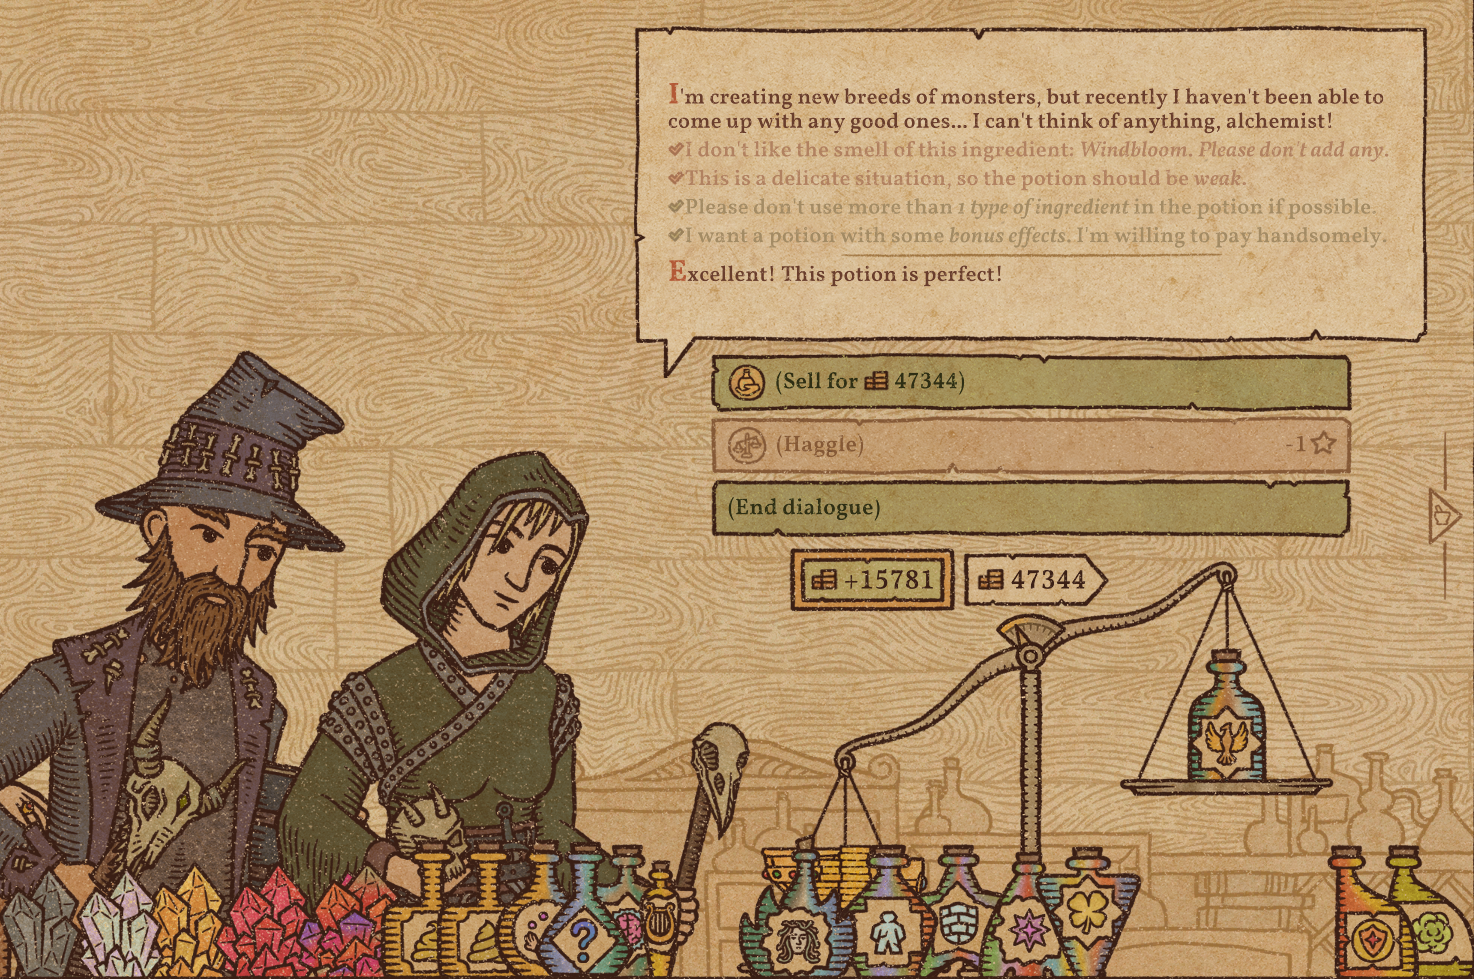 I'm creating new breeds of monsters, but recently I haven't been able to
come up with any good ones... I can't think of anything, alchemist!
I don't like the smell of this ingredient: Windbloom. Please don't add any.
This is a delicate situation, so the potion should be weak.
Please don't use more than 1 type of ingredient in the potion if possible.
I want a potion with some bonus effects. I'm willing to pay handsomely.
Excellent! This potion is perfect!
(Sell for 47344)
(Haggle) -1
(End dialogue)
+15781 47344
?